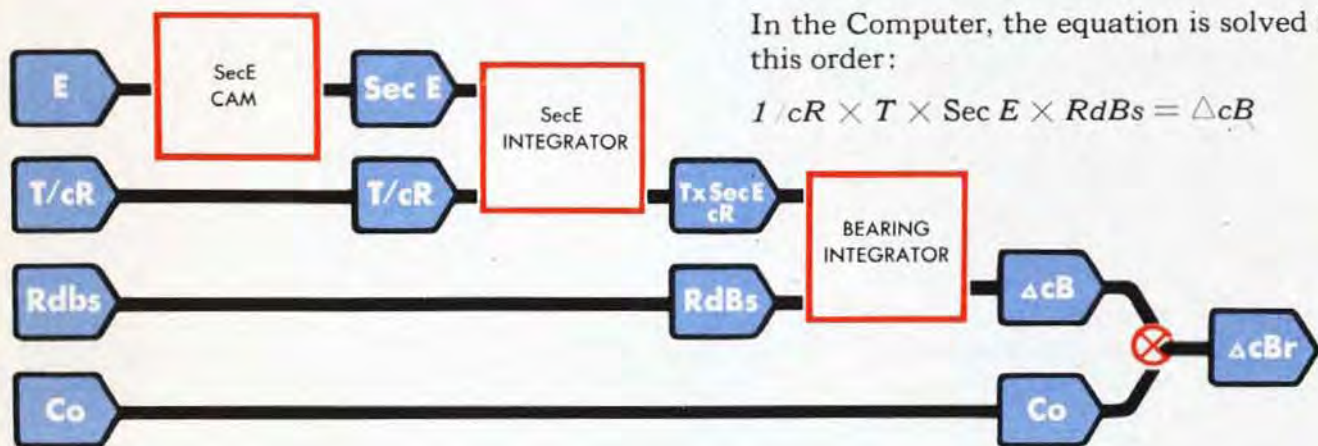 In the Computer, the equation is solved
this order:
1/cR × T × Sec E × RdBs = △cB
E
SecE
CAM
Sec E
SecE
INTEGRATOR
T/cR
T/cR
TxSecE
cR
BEARING
INTEGRATOR
Rdbs
RdBs
△cB
△cBr
Co
Co